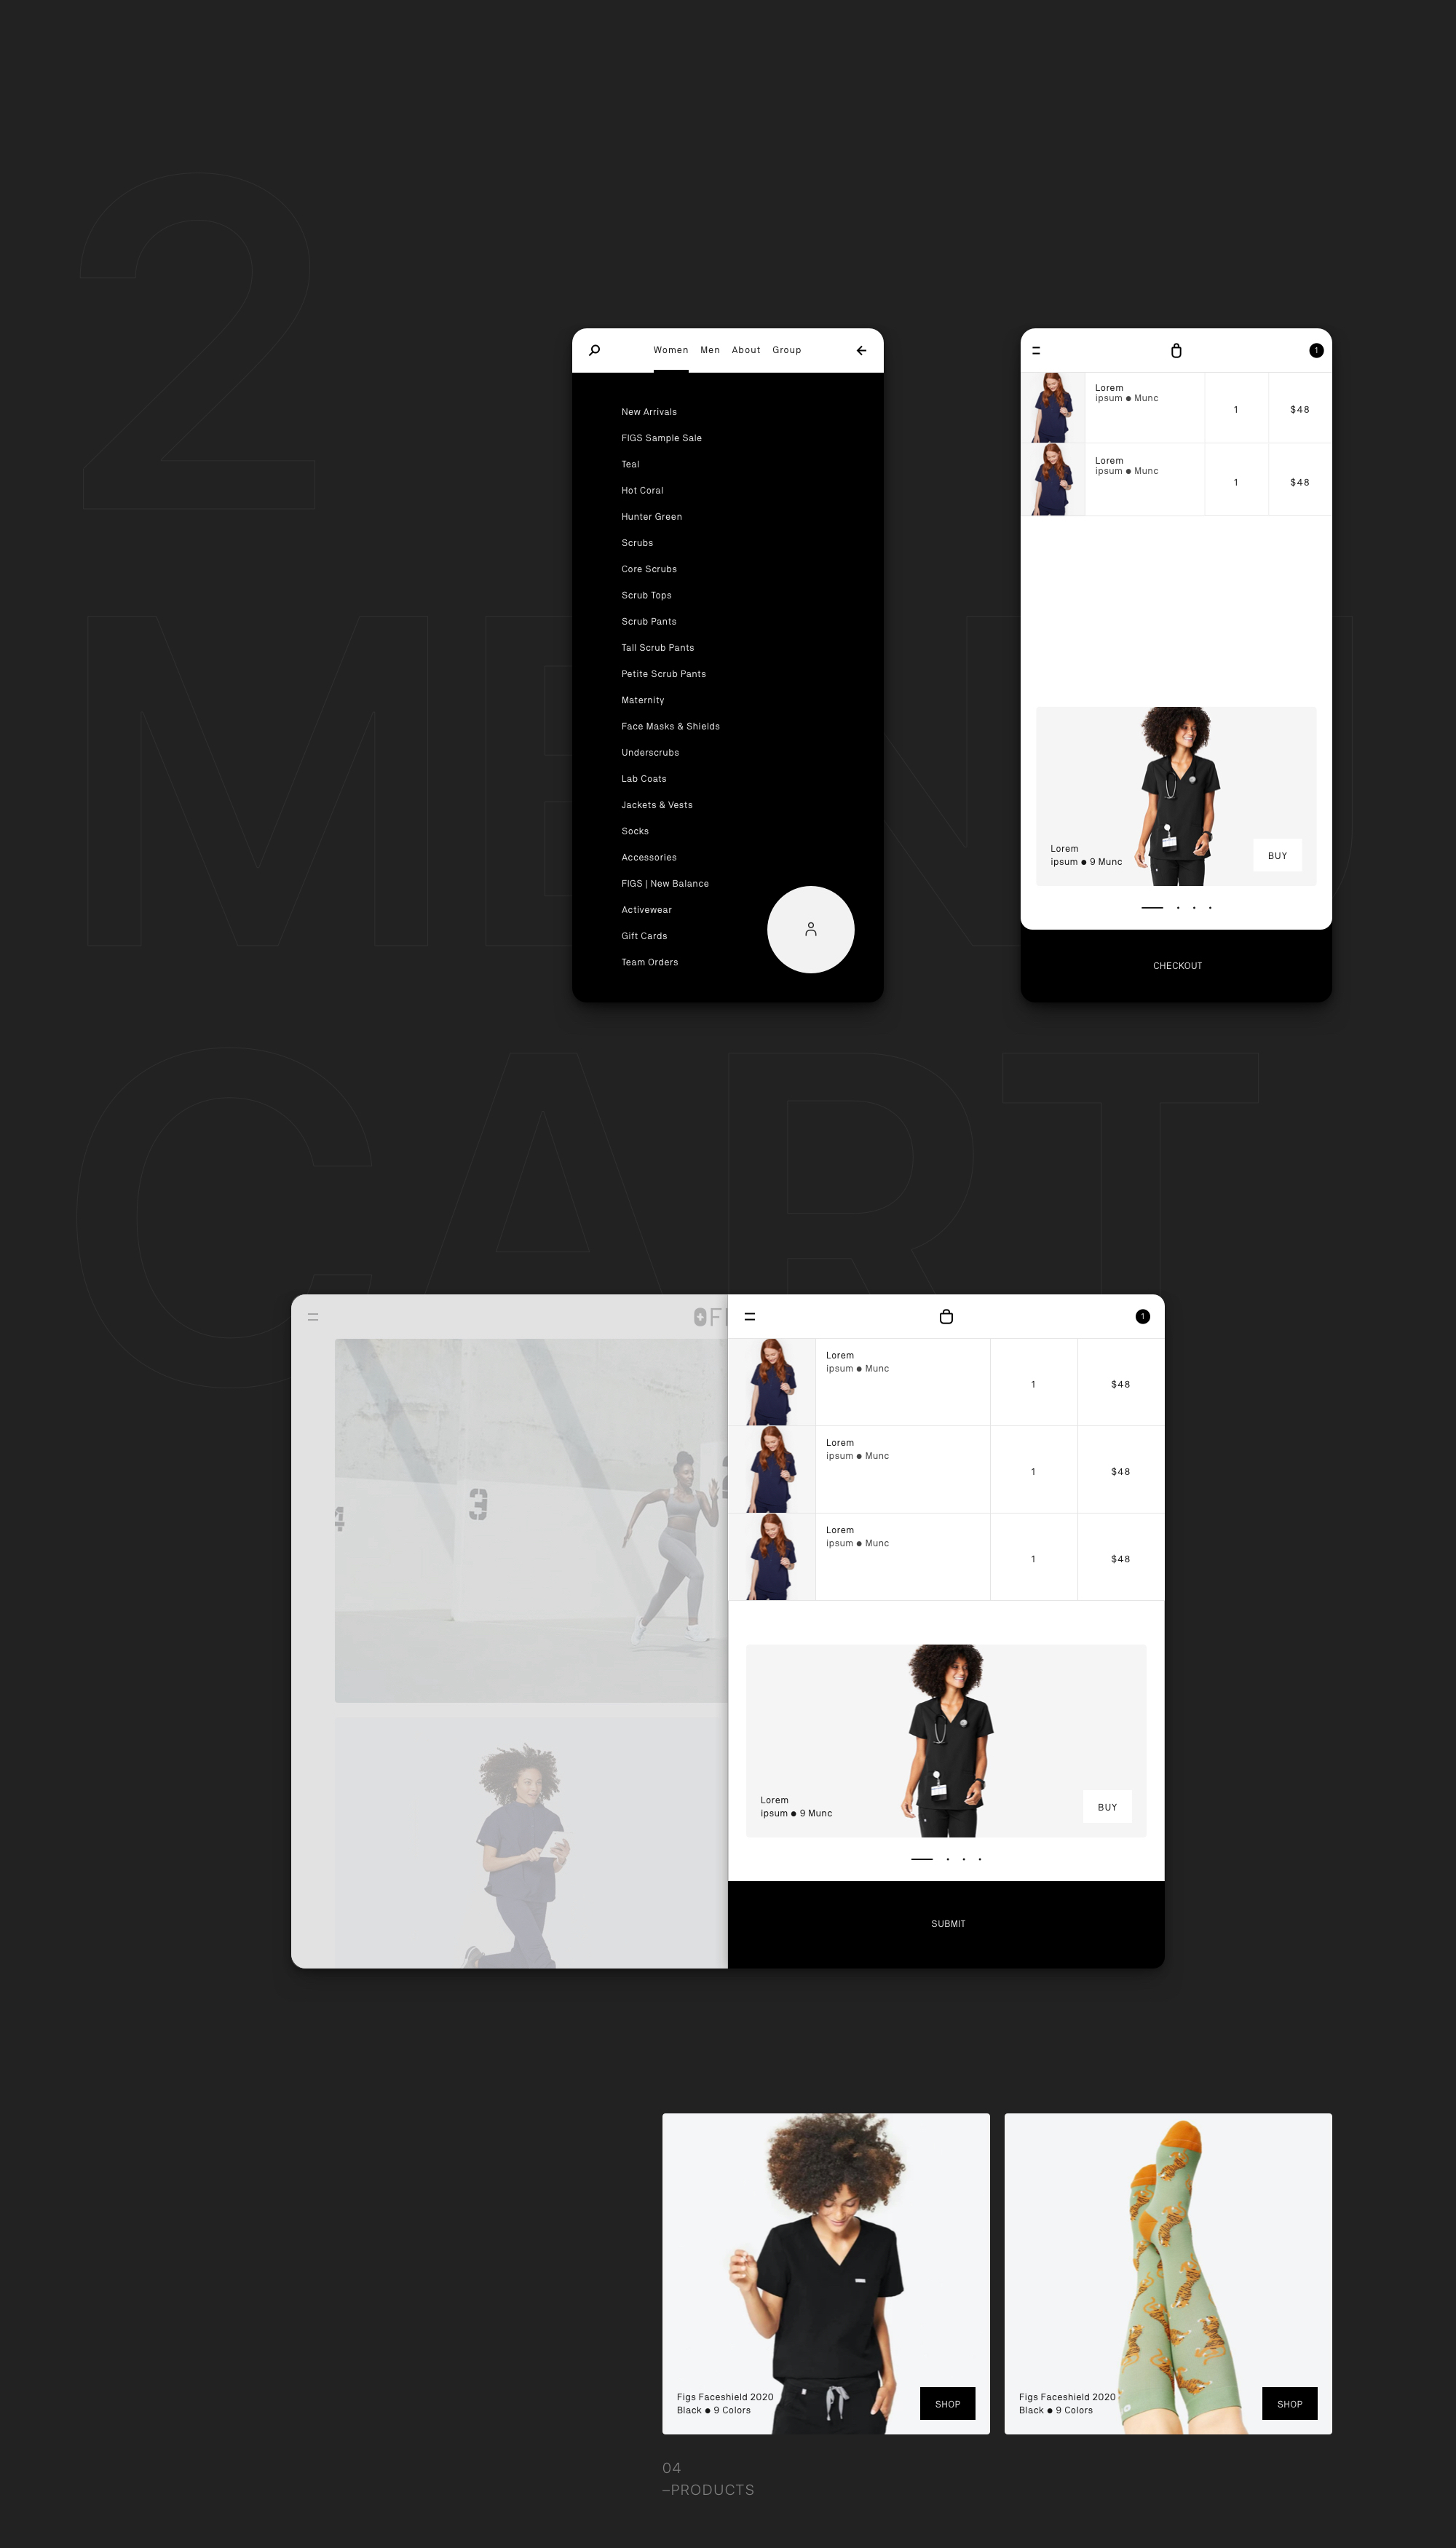 2
MENU
Women Men About Group
New Arrivals
FIGS Sample Sale
Teal
Hot Coral
Hunter Green
Scrubs
Core Scrubs
Scrub Tops
Scrub Pants
Tall Scrub Pants
Petite Scrub Pants
Maternity
Face Masks & Shields
Underscrubs
Lab Coats
Jackets & Vests
Socks
Accessories
FIGS | New Balance
Activewear
Gift Cards
Team Orders
1
Lorem
ipsum ● Munc
1
$48
Lorem
ipsum ● Munc
1
$48
Lorem
ipsum ● 9 Munc
BUY
CHECKOUT
CART
1
4
3
Lorem
ipsum ● Munc
1
$48
Lorem
ipsum ● Munc
1
$48
Lorem
ipsum ● Munc
1
$48
Lorem
ipsum ● 9 Munc
BUY
SUBMIT
Figs Faceshield 2020
Black ● 9 Colors
SHOP
Figs Faceshield 2020
Black ● 9 Colors
SHOP
04
–PRODUCTS